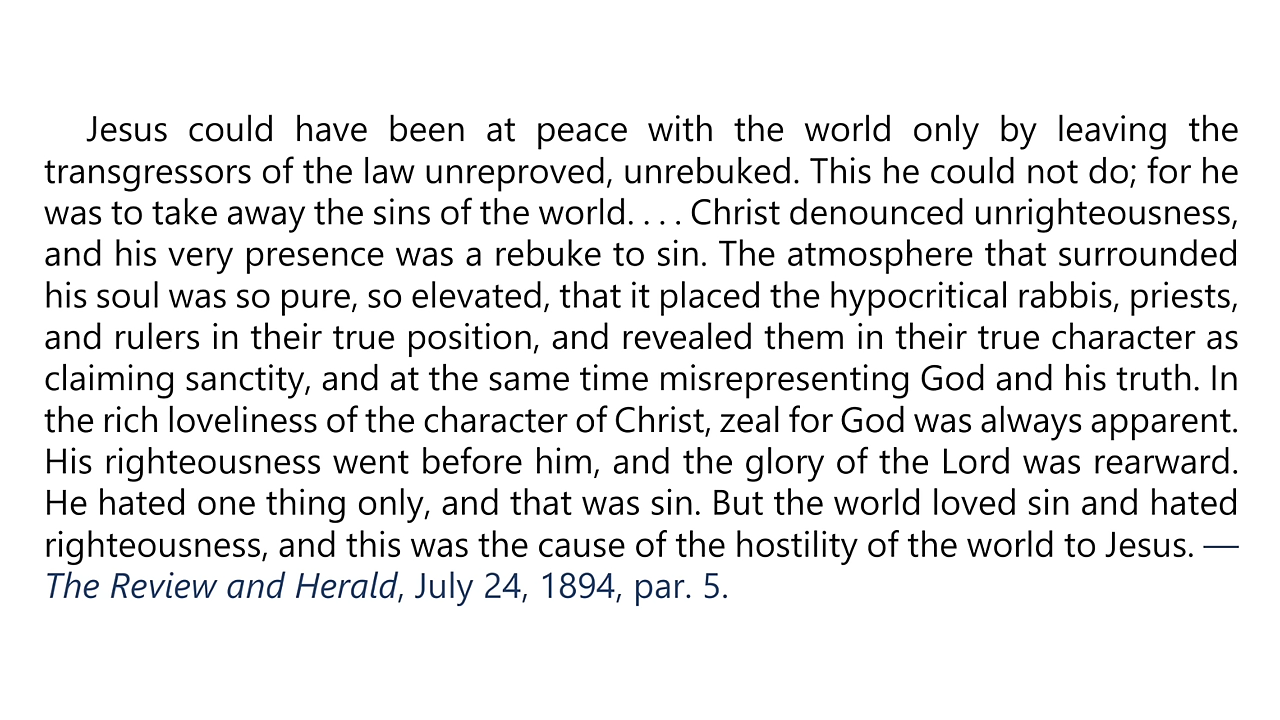 Jesus could have been at peace with the world only by leaving the
transgressors of the law unreproved, unrebuked. This he could not do; for he
was to take away the sins of the world. . . . Christ denounced unrighteousness,
and his very presence was a rebuke to sin. The atmosphere that surrounded
his soul was so pure, so elevated, that it placed the hypocritical rabbis, priests,
and rulers in their true position, and revealed them in their true character as
claiming sanctity, and at the same time misrepresenting God and his truth. In
the rich loveliness of the character of Christ, zeal for God was always apparent.
His righteousness went before him, and the glory of the Lord was rearward.
He hated one thing only, and that was sin. But the world loved sin and hated
righteousness, and this was the cause of the hostility of the world to Jesus. —
The Review and Herald, July 24, 1894, par. 5.